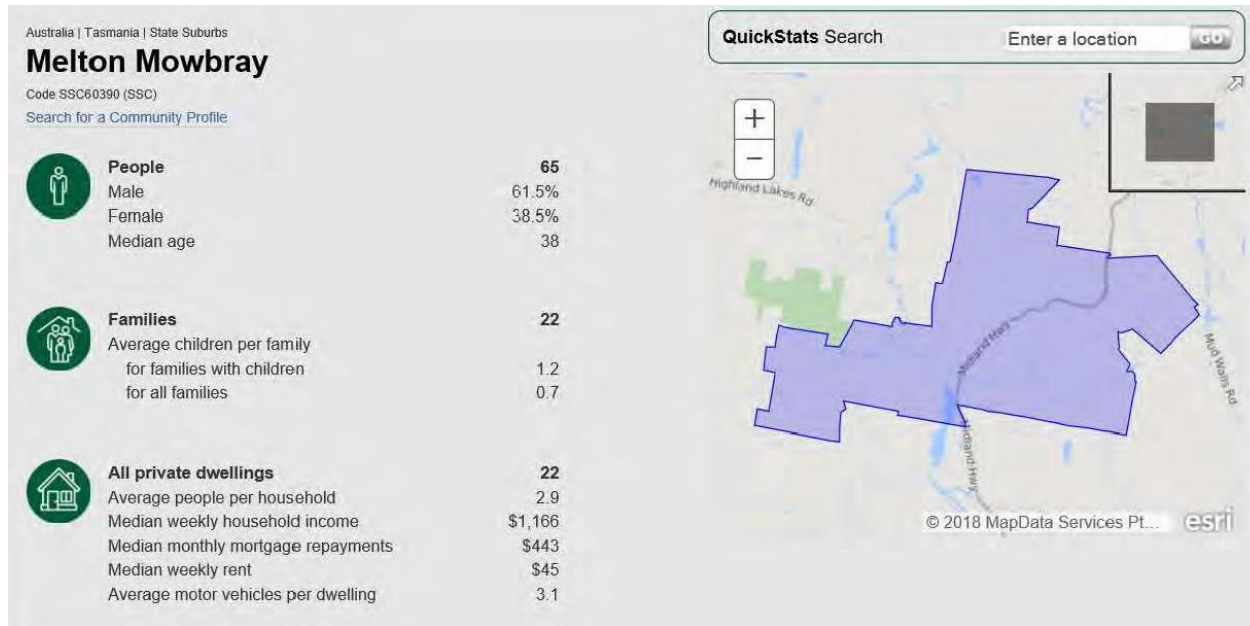 Australia | Tasmania | State Suburbs
Melton Mowbray
Code SSC60390 (SSC)
Search for a Community Profile
People 65
Male 61.5%
Female 38.5%
Median age 38
Families 22
Average children per family
for families with children 1.2
for all families 0.7
All private dwellings 22
Average people per household 2.9
Median weekly household income $1,166
Median monthly mortgage repayments $443
Median weekly rent $45
Average motor vehicles per dwelling 3.1
QuickStats Search Enter a location GO
+
−
Highland Lakes Rd
Midland Hwy
Mud Walls Rd
Midland Hwy
© 2018 MapData Services Pt... esri